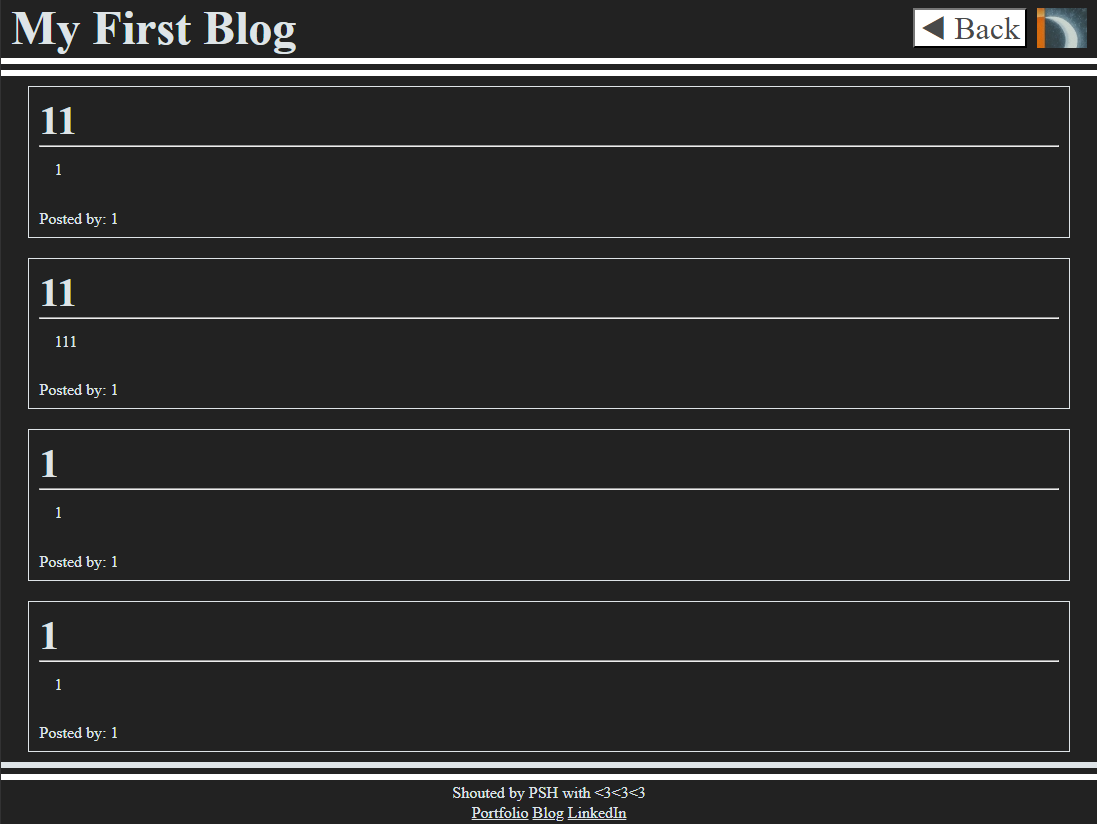 My First Blog
◀ Back
11
1
Posted by: 1
11
111
Posted by: 1
1
1
Posted by: 1
1
1
Posted by: 1
Shouted by PSH with <3<3<3
Portfolio Blog LinkedIn